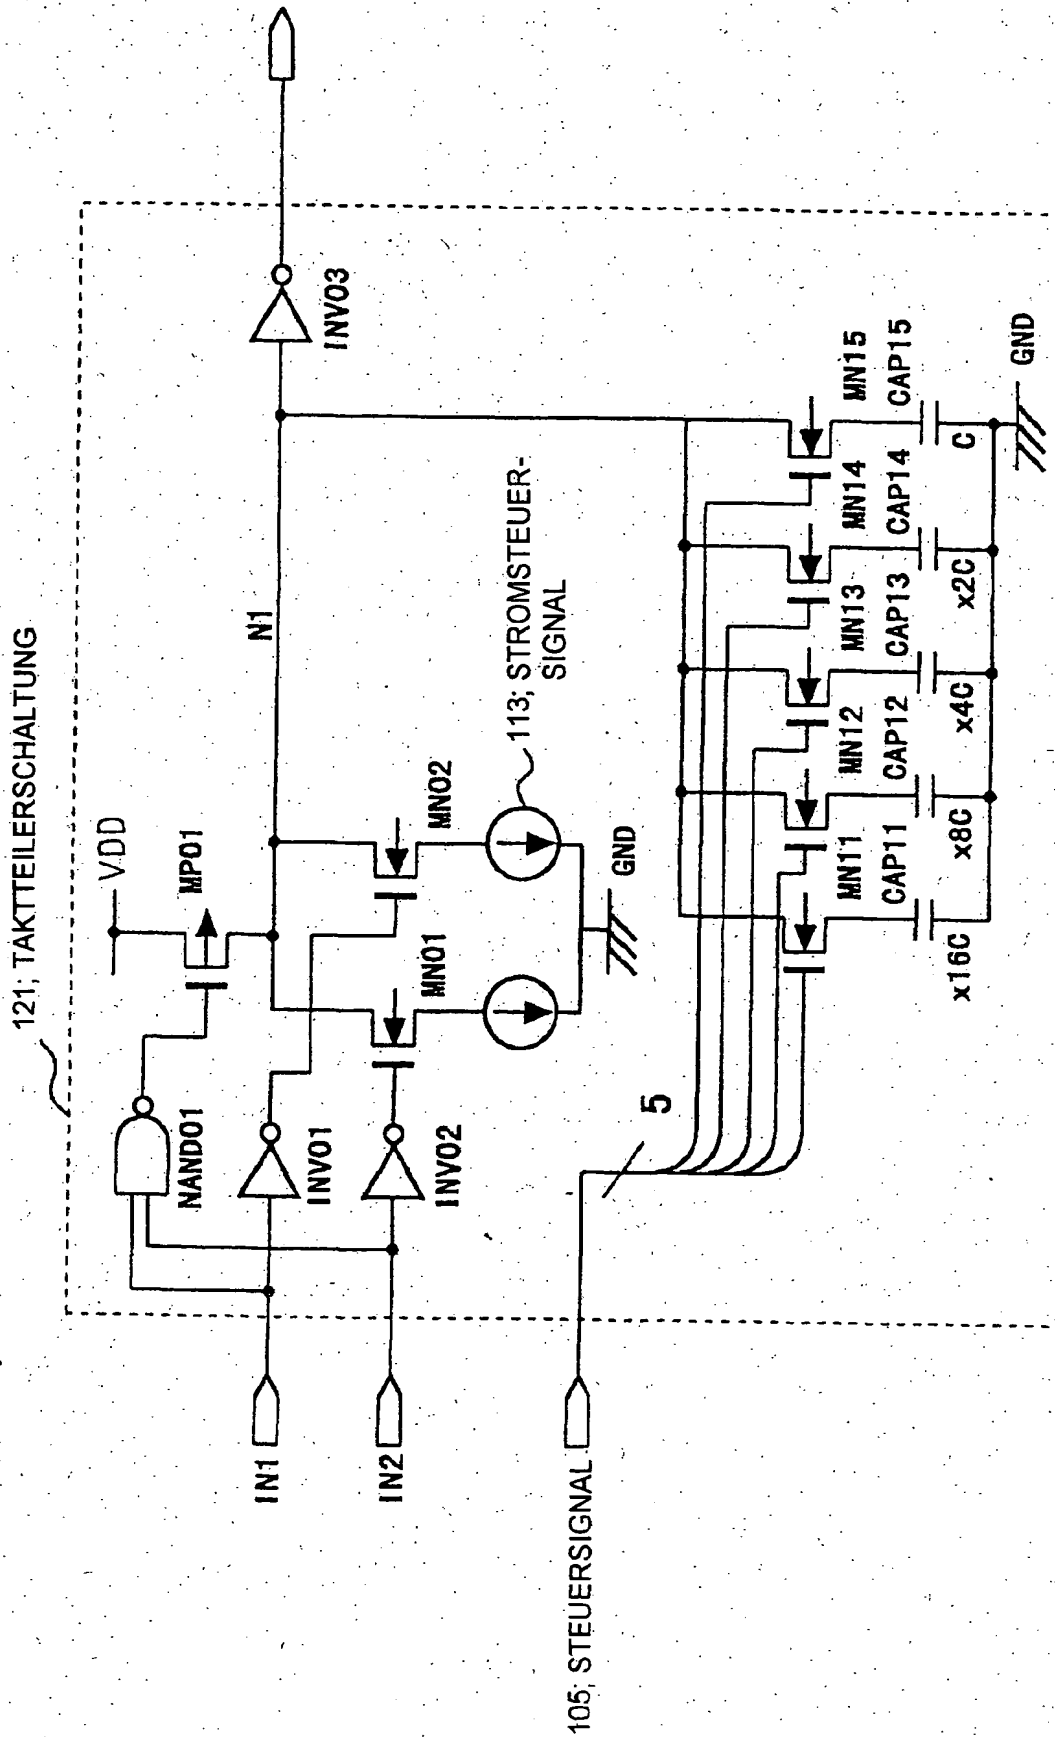 121; TAKTTEILERSCHALTUNG
VDD
MP01
NAND01
N1
INV03
IN1
INV01
MN02
MN01
113; STROMSTEUER-
SIGNAL
IN2
INV02
GND
105; STEUERSIGNAL
5
MN11
MN12
MN13
MN14
MN15
CAP11
CAP12
CAP13
CAP14
CAP15
x16C
x8C
x4C
x2C
C
GND